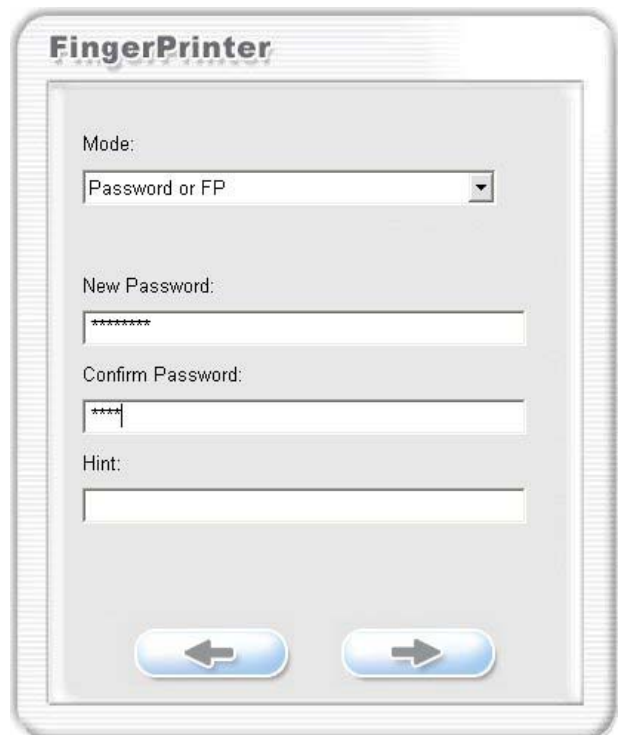 FingerPrinter
Mode:
Password or FP
New Password:
********
Confirm Password:
****
Hint: